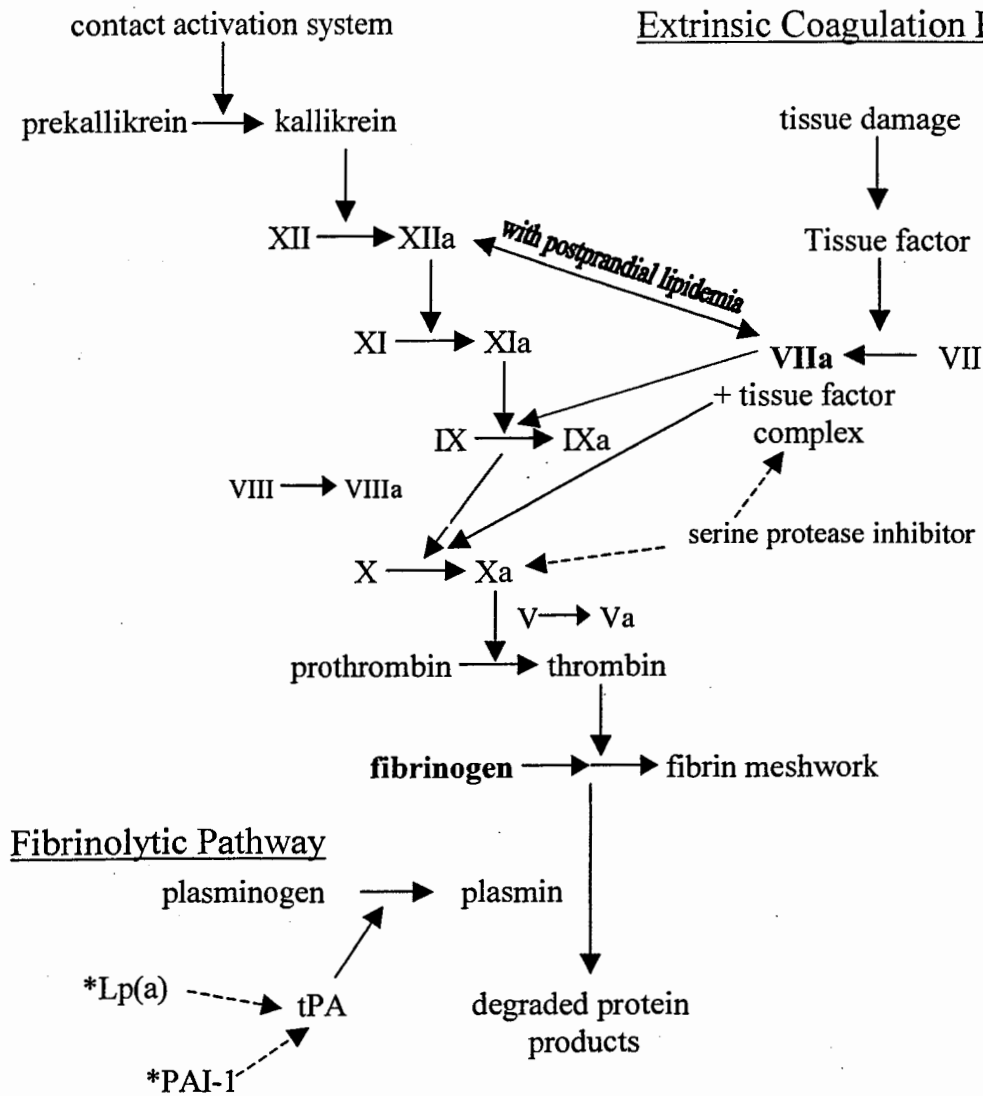 contact activation system
Extrinsic Coagulation
prekallikrein kallikrein
tissue damage
XII XIIa
with postprandial lipidemia
Tissue factor
XI XIa
VIIa VII
+ tissue factor
complex
IX IXa
VIII VIIIa
serine protease inhibitor
X Xa
V Va
prothrombin thrombin
fibrinogen fibrin meshwork
Fibrinolytic Pathway
plasminogen plasmin
*Lp(a)
tPA
degraded protein
products
*PAI-1